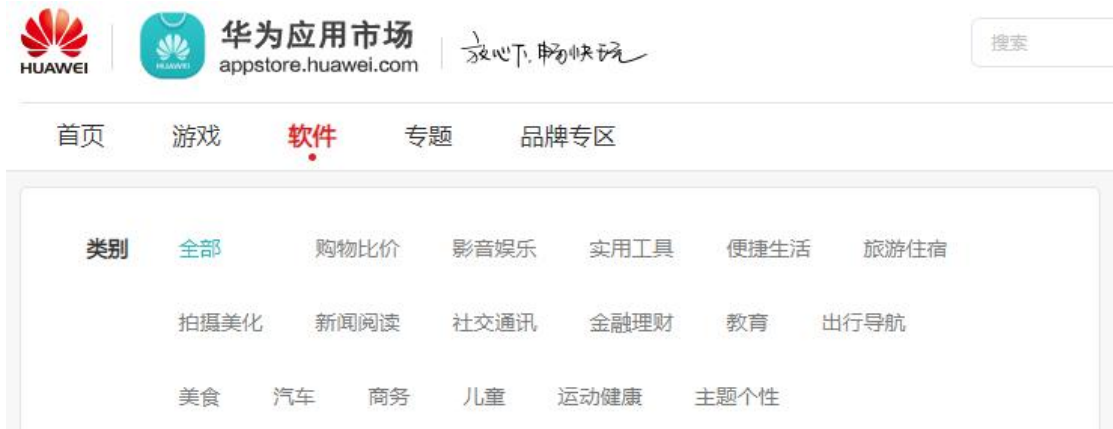 华为应用市场
放心下,畅快玩
搜索
HUAWEI
HUAWEI
appstore.huawei.com
首页 游戏 软件 专题 品牌专区
类别 全部 购物比价 影音娱乐 实用工具 便捷生活 旅游住宿
拍摄美化 新闻阅读 社交通讯 金融理财 教育 出行导航
美食 汽车 商务 儿童 运动健康 主题个性